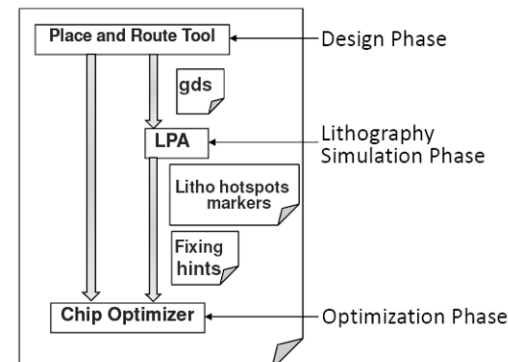 Place and Route Tool
Design Phase
gds
LPA
Lithography
Simulation Phase
Litho hotspots
markers
Fixing
hints
Chip Optimizer
Optimization Phase